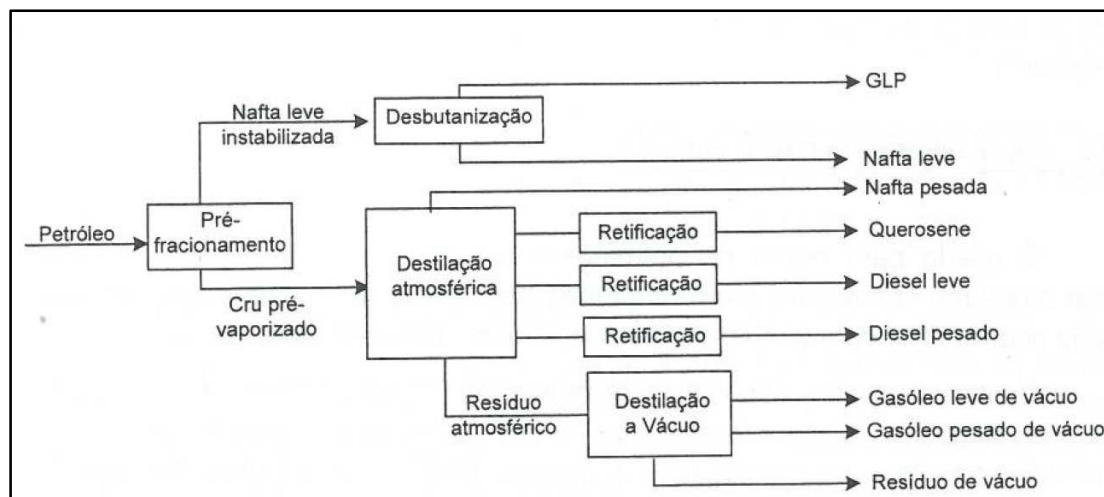 GLP
Nafta leve
instabilizada
Desbutanização
Nafta leve
Nafta pesada
Petróleo
Pré-
fracionamento
Retificação
Querosene
Destilação
atmosférica
Retificação
Diesel leve
Cru pré-
vaporizado
Retificação
Diesel pesado
Resíduo
atmosférico
Destilação
a Vácuo
Gasóleo leve de vácuo
Gasóleo pesado de vácuo
Resíduo de vácuo